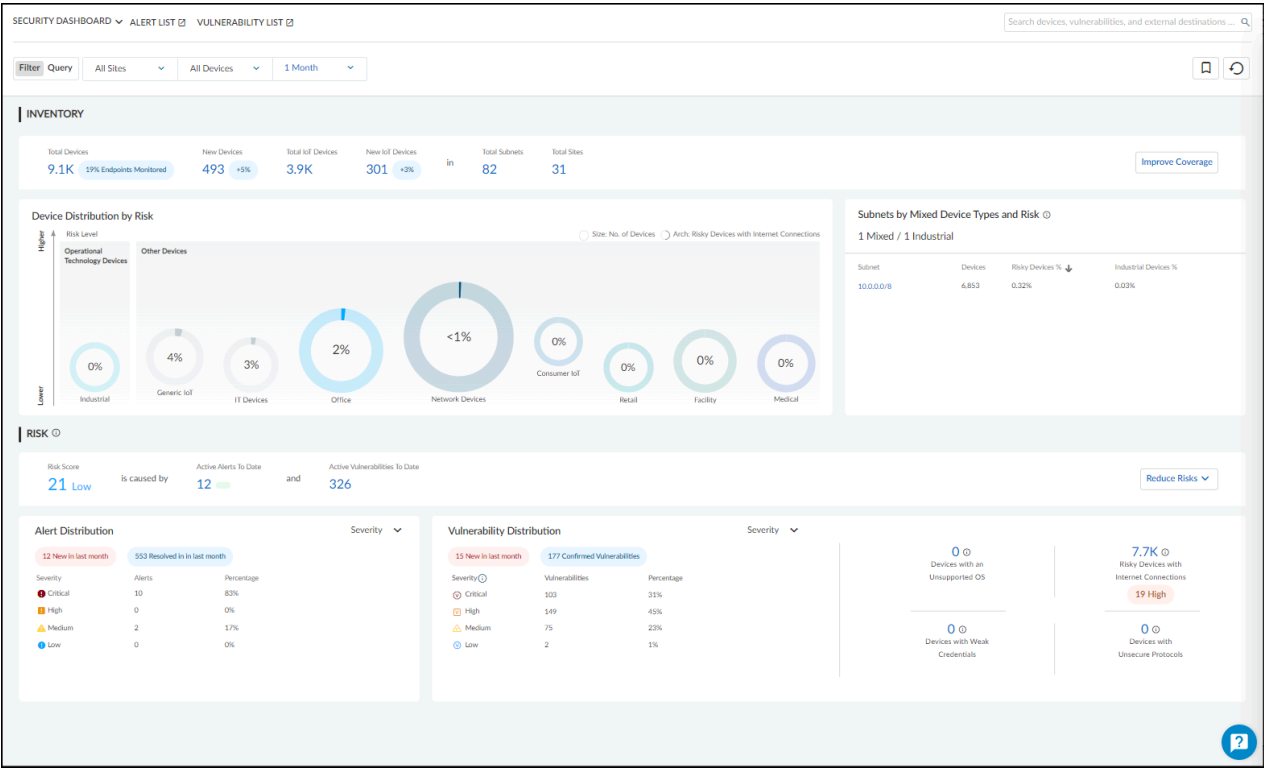 SECURITY DASHBOARD ALERT LIST VULNERABILITY LIST
Search devices, vulnerabilities, and external destinations ...
Filter Query All Sites All Devices 1 Month
INVENTORY
Total Devices New Devices Total IoT Devices New IoT Devices Total Subnets Total Sites
9.1K 19% Endpoints Monitored 493 +5% 3.9K 301 +3% in 82 31
Improve Coverage
Device Distribution by Risk
Higher
Lower
Risk Level
Size: No. of Devices Arch: Risky Devices with Internet Connections
Operational
Technology Devices
Other Devices
0%
Industrial
4%
Generic IoT
3%
IT Devices
2%
Office
<1%
Network Devices
0%
Consumer IoT
0%
Retail
0%
Facility
0%
Medical
Subnets by Mixed Device Types and Risk
1 Mixed / 1 Industrial
Subnet Devices Risky Devices % Industrial Devices %
10.0.0.0/8 6,853 0.32% 0.03%
RISK
Risk Score Active Alerts To Date Active Vulnerabilities To Date
21 Low is caused by 12 and 326
Reduce Risks
Alert Distribution Severity
12 New in last month 553 Resolved in in last month
Severity Alerts Percentage
Critical 10 83%
High 0 0%
Medium 2 17%
Low 0 0%
Vulnerability Distribution Severity
15 New in last month 177 Confirmed Vulnerabilities
Severity Vulnerabilities Percentage
Critical 103 31%
High 149 45%
Medium 75 23%
Low 2 1%
0
Devices with an
Unsupported OS
7.7K
Risky Devices with
Internet Connections
19 High
0
Devices with Weak
Credentials
0
Devices with
Unsecure Protocols